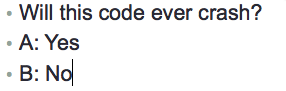 • Will this code ever crash?
• A: Yes
• B: No